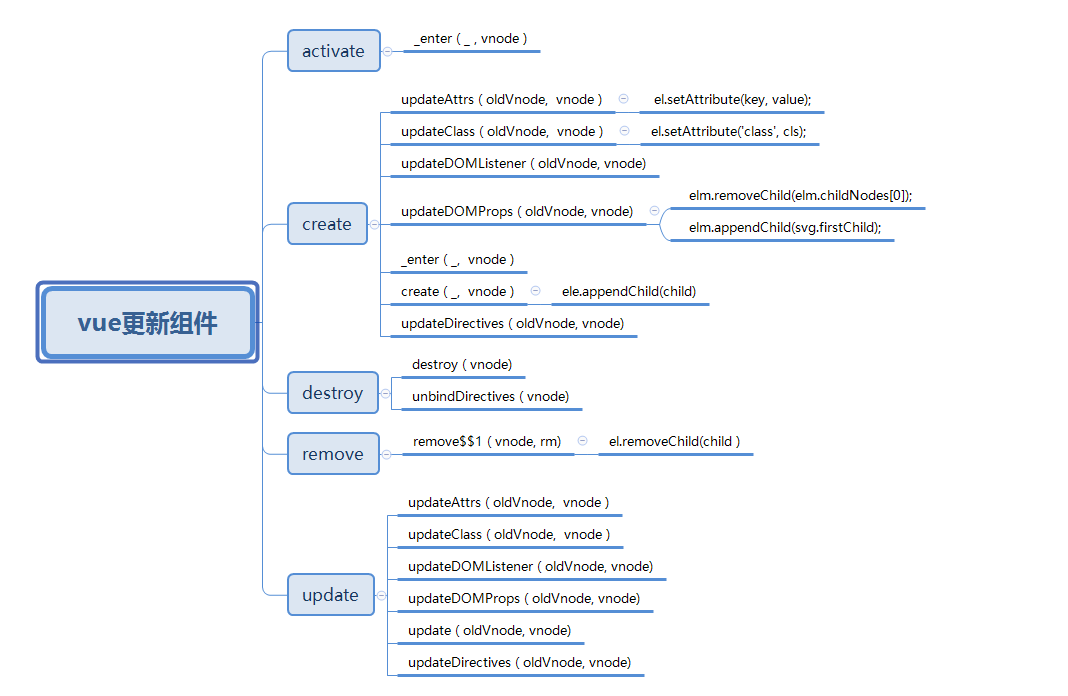 vue更新组件
activate
_enter ( _ , vnode )
create
updateAttrs ( oldVnode, vnode )
el.setAttribute(key, value);
updateClass ( oldVnode, vnode )
el.setAttribute('class', cls);
updateDOMListener ( oldVnode, vnode)
updateDOMProps ( oldVnode, vnode)
elm.removeChild(elm.childNodes[0]);
elm.appendChild(svg.firstChild);
_enter ( _, vnode )
create ( _, vnode )
ele.appendChild(child)
updateDirectives ( oldVnode, vnode)
destroy
destroy ( vnode)
unbindDirectives ( vnode)
remove
remove$$1 ( vnode, rm)
el.removeChild(child )
update
updateAttrs ( oldVnode, vnode )
updateClass ( oldVnode, vnode )
updateDOMListener ( oldVnode, vnode)
updateDOMProps ( oldVnode, vnode)
update ( oldVnode, vnode)
updateDirectives ( oldVnode, vnode)